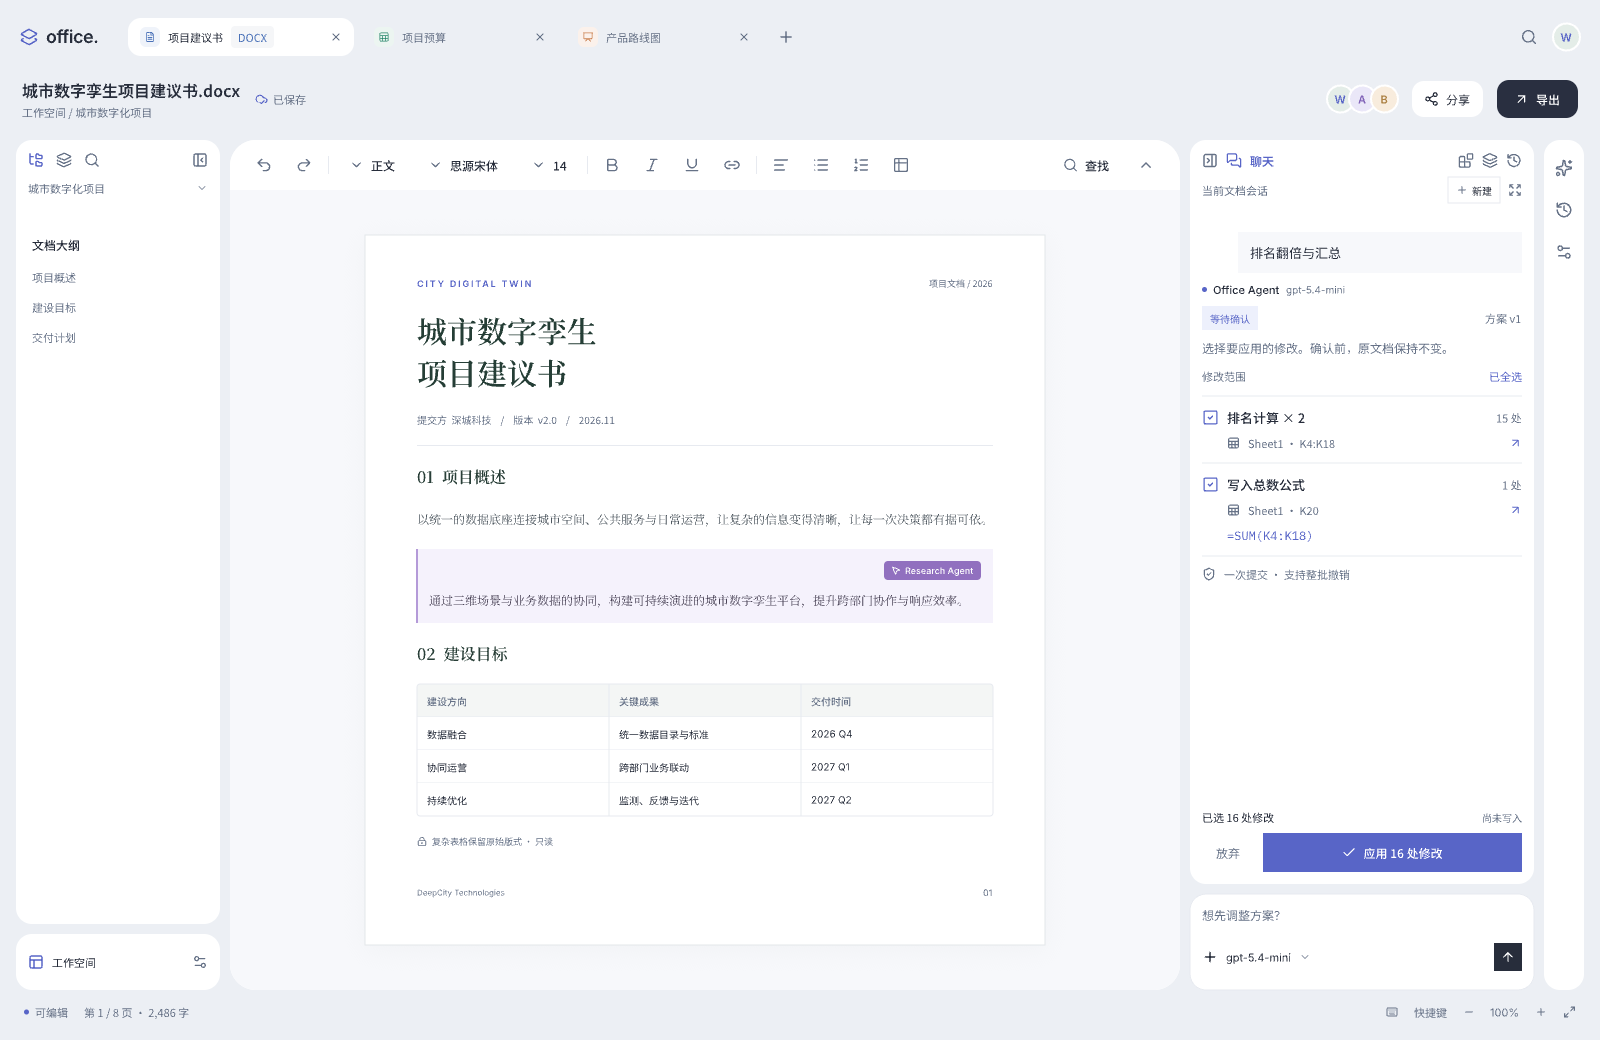 office.
项目建议书 DOCX
项目预算
产品路线图
W
城市数字孪生项目建议书.docx
已保存
工作空间 / 城市数字化项目
W A B
分享
导出
城市数字化项目
文档大纲
项目概述
建设目标
交付计划
工作空间
正文
思源宋体
14
查找
CITY DIGITAL TWIN
项目文档 / 2026
城市数字孪生
项目建议书
提交方 深城科技 / 版本 v2.0 / 2026.11
01 项目概述
以统一的数据底座连接城市空间、公共服务与日常运营，让复杂的信息变得清晰，让每一次决策都有据可依。
Research Agent
通过三维场景与业务数据的协同，构建可持续演进的城市数字孪生平台，提升跨部门协作与响应效率。
02 建设目标
建设方向 关键成果 交付时间
数据融合 统一数据目录与标准 2026 Q4
协同运营 跨部门业务联动 2027 Q1
持续优化 监测、反馈与迭代 2027 Q2
复杂表格保留原始版式 · 只读
DeepCity Technologies
01
聊天
当前文档会话
新建
排名翻倍与汇总
Office Agent gpt-5.4-mini
等待确认
方案 v1
选择要应用的修改。确认前，原文档保持不变。
修改范围
已全选
排名计算 × 2
15 处
Sheet1 · K4:K18
写入总数公式
1 处
Sheet1 · K20
=SUM(K4:K18)
一次提交 · 支持整批撤销
已选 16 处修改
尚未写入
放弃
应用 16 处修改
想先调整方案？
gpt-5.4-mini
可编辑
第 1 / 8 页 · 2,486 字
快捷键
100%